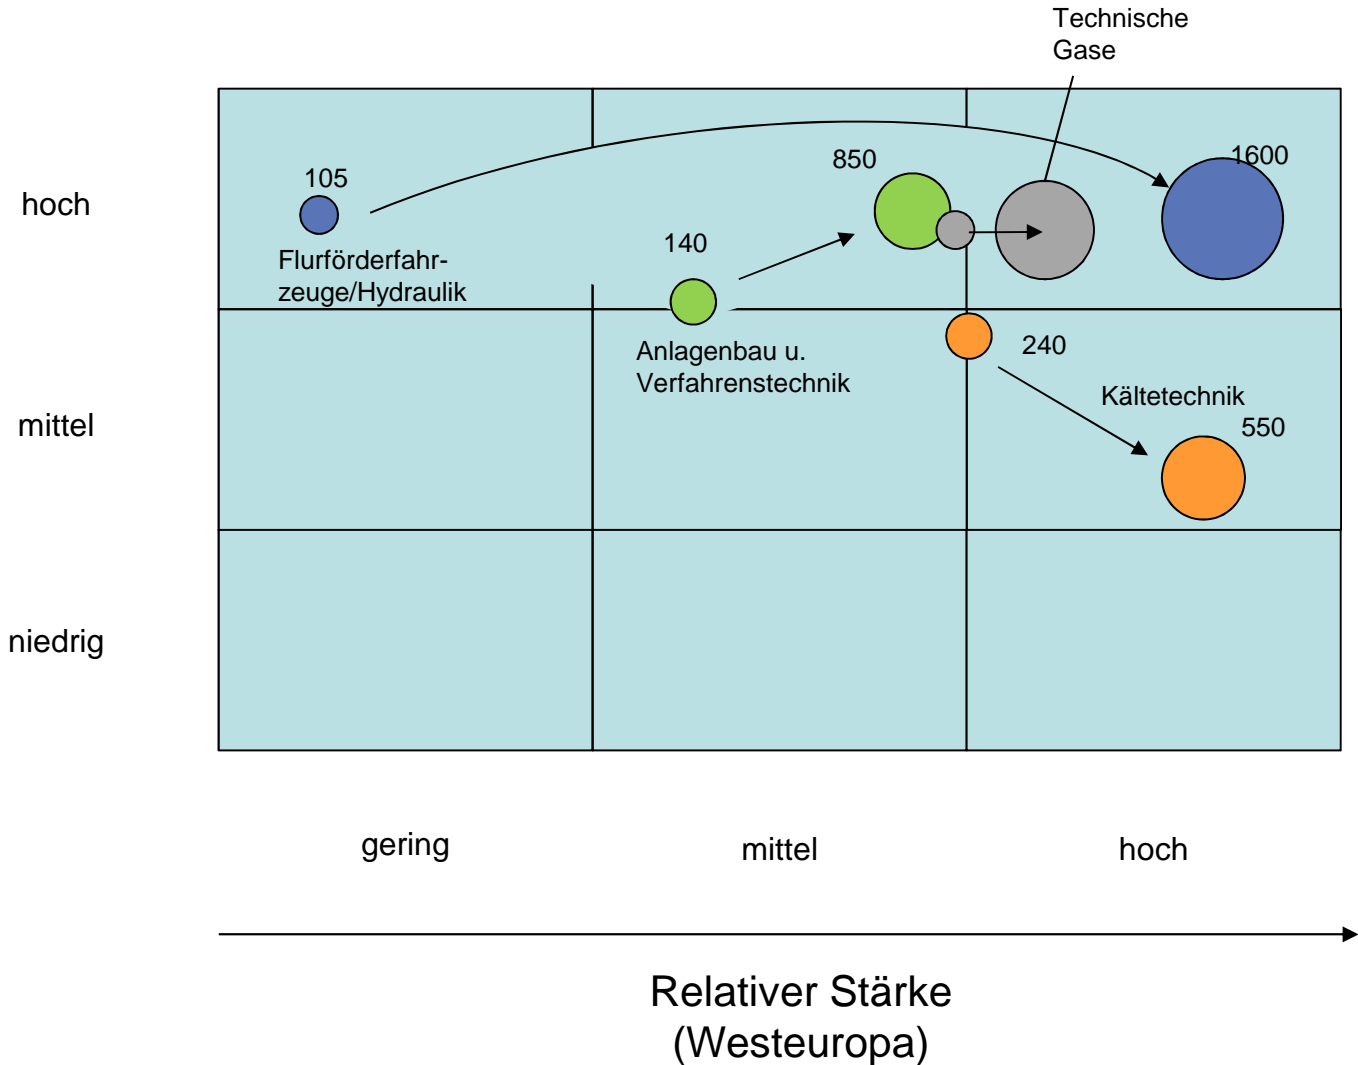 Technische
Gase
1600
850
105
hoch
140
Flurförderfahr-
zeuge/Hydraulik
240
Anlagenbau u.
Verfahrenstechnik
Kältetechnik
550
mittel
niedrig
gering
mittel
hoch
Relativer Stärke
(Westeuropa)